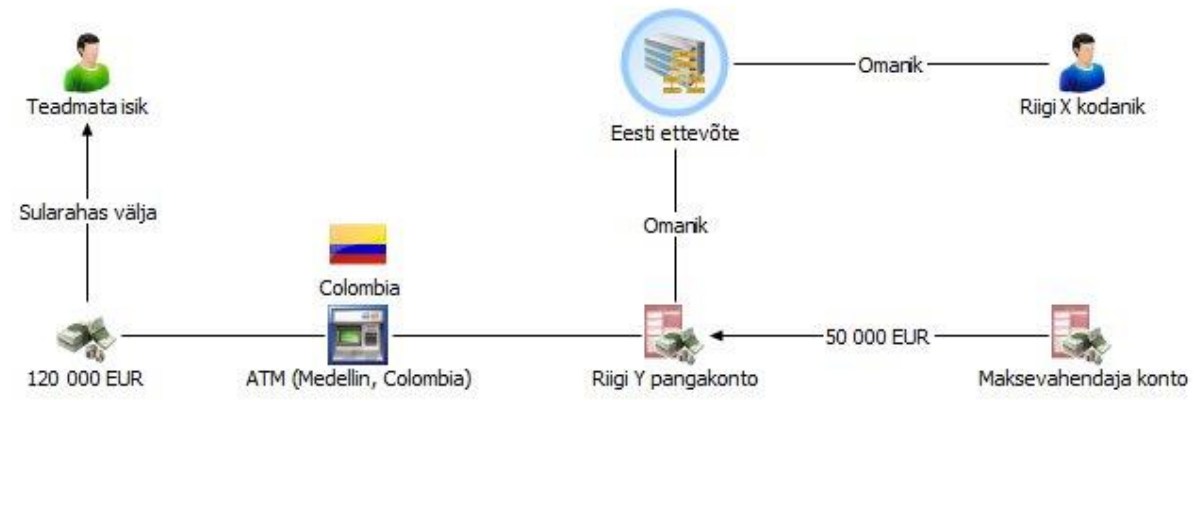 Teadmata isik
Eesti ettevõte
Omanik
Riigi X kodanik
Sularahas välja
Omanik
Colombia
120 000 EUR
ATM (Medellin, Colombia)
Riigi Y pangakonto
50 000 EUR
Maksevahendaja konto